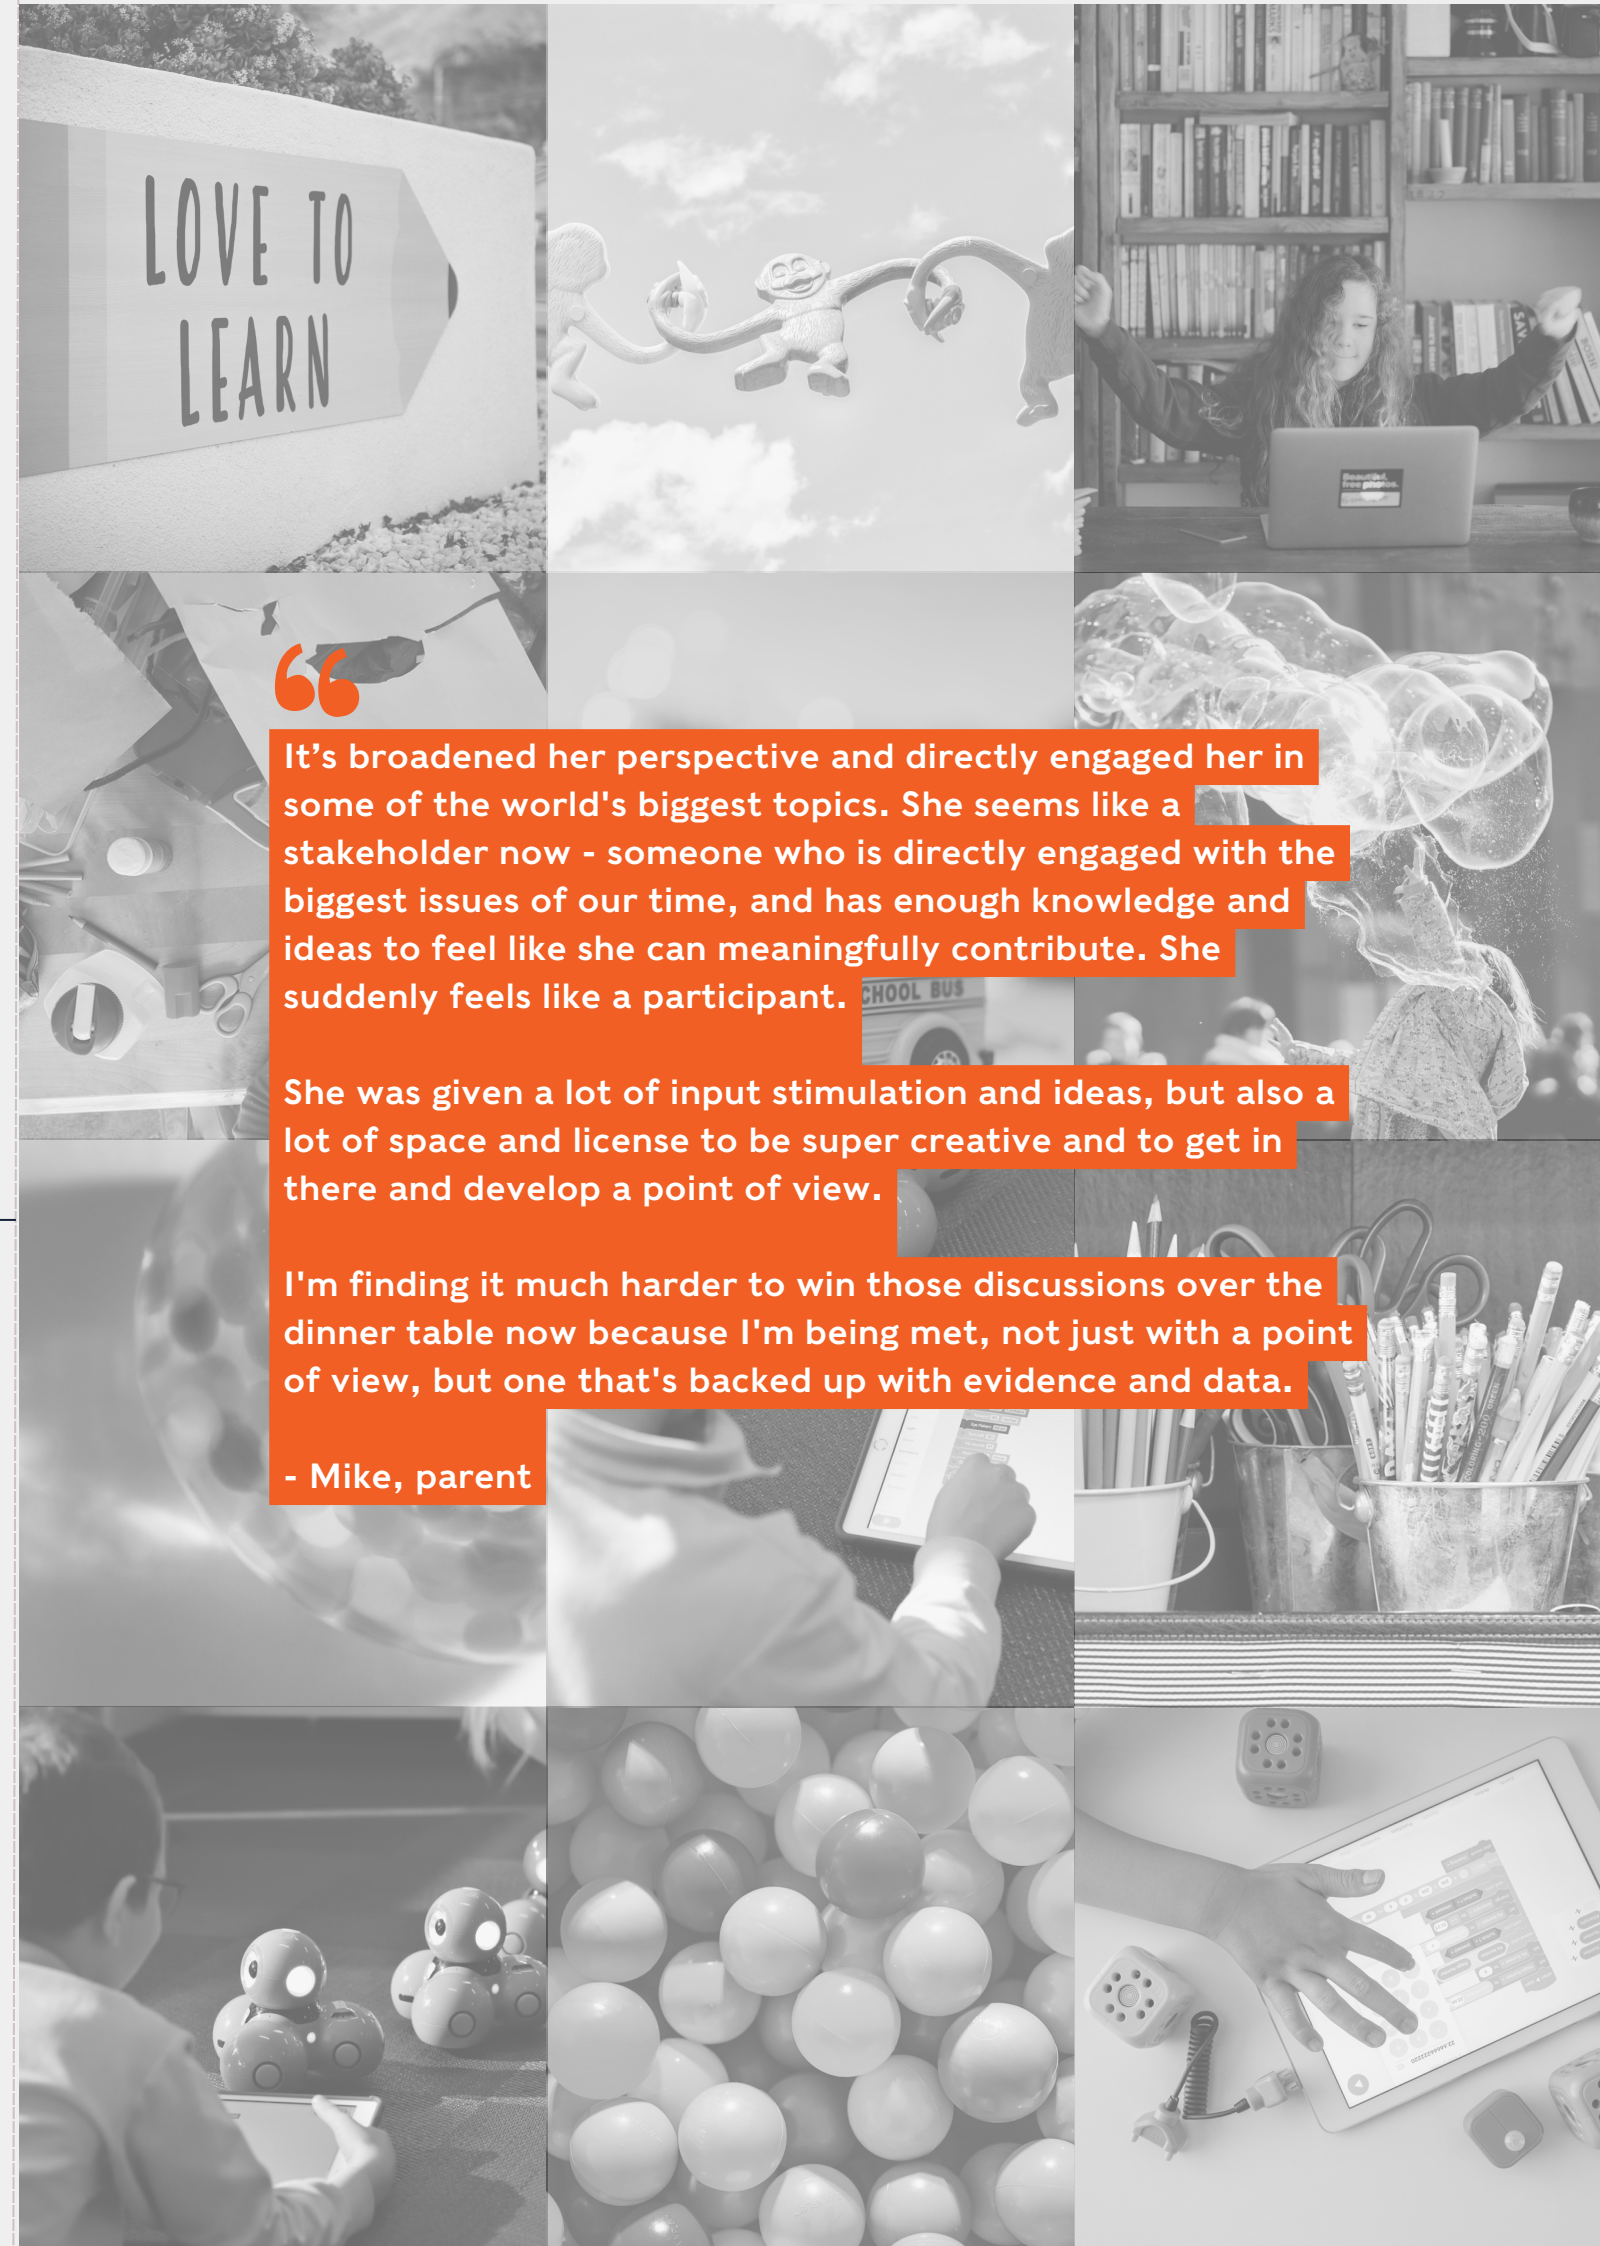 LOVE TO
LEARN
Beautiful,
free photos.
“
It’s broadened her perspective and directly engaged her in
some of the world's biggest topics. She seems like a
stakeholder now - someone who is directly engaged with the
biggest issues of our time, and has enough knowledge and
ideas to feel like she can meaningfully contribute. She
suddenly feels like a participant.
CHOOL BUS
She was given a lot of input stimulation and ideas, but also a
lot of space and license to be super creative and to get in
there and develop a point of view.
I'm finding it much harder to win those discussions over the
dinner table now because I'm being met, not just with a point
of view, but one that's backed up with evidence and data.
- Mike, parent